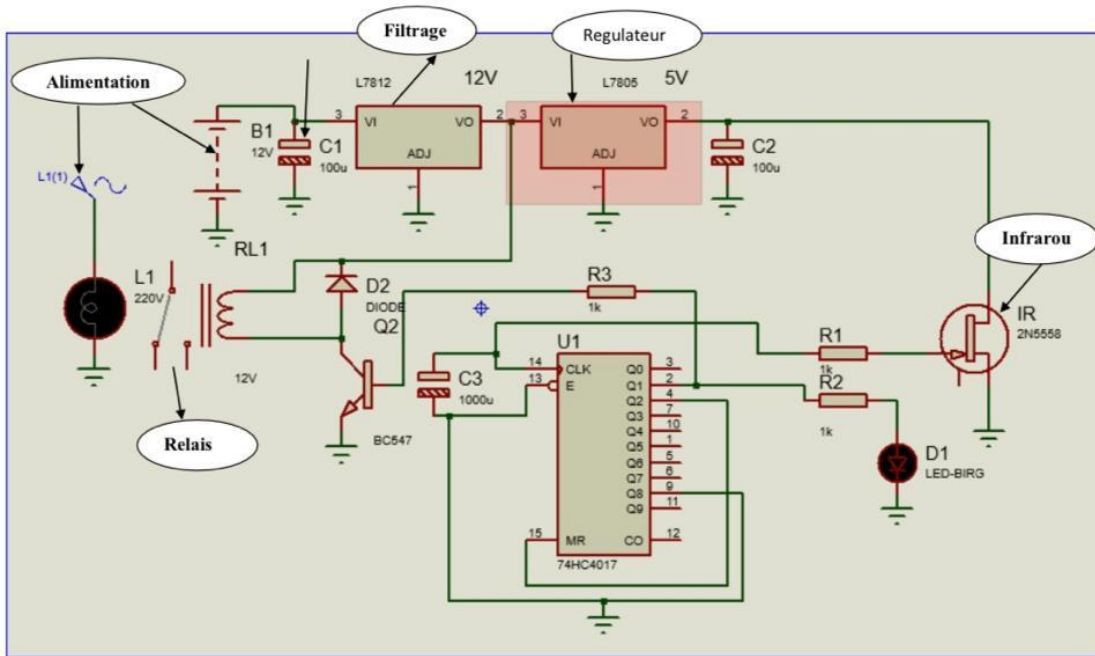 Filtrage
Regulateur
Alimentation
L7812
12V
L7805
5V
3
VI
VO
2
3
VI
VO
2
B1
12V
C1
100u
ADJ
1
ADJ
1
C2
100u
L1(1)
RL1
Infrarou
L1
220V
D2
DIODE
R3
1k
IR
2N5558
Q2
12V
BC547
C3
1000u
U1
R1
1k
R2
1k
14
CLK
13
E
Q0
3
Q1
2
Q2
4
Q3
7
Q4
10
Q5
1
Q6
5
Q7
6
Q8
9
Q9
11
15
MR
CO
12
74HC4017
D1
LED-BIRG
Relais